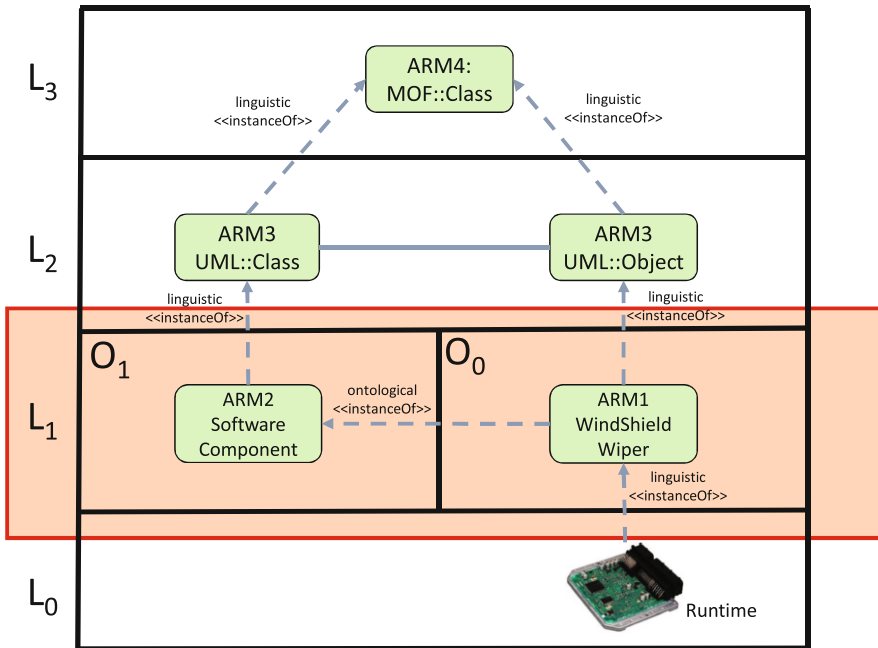 L3
ARM4:
MOF::Class
linguistic
<<instanceOf>>
linguistic
<<instanceOf>>
L2
ARM3
UML::Class
ARM3
UML::Object
linguistic
<<instanceOf>>
linguistic
<<instanceOf>>
O1
O0
L1
ARM2
Software
Component
ontological
<<instanceOf>>
ARM1
WindShield
Wiper
linguistic
<<instanceOf>>
L0
Runtime